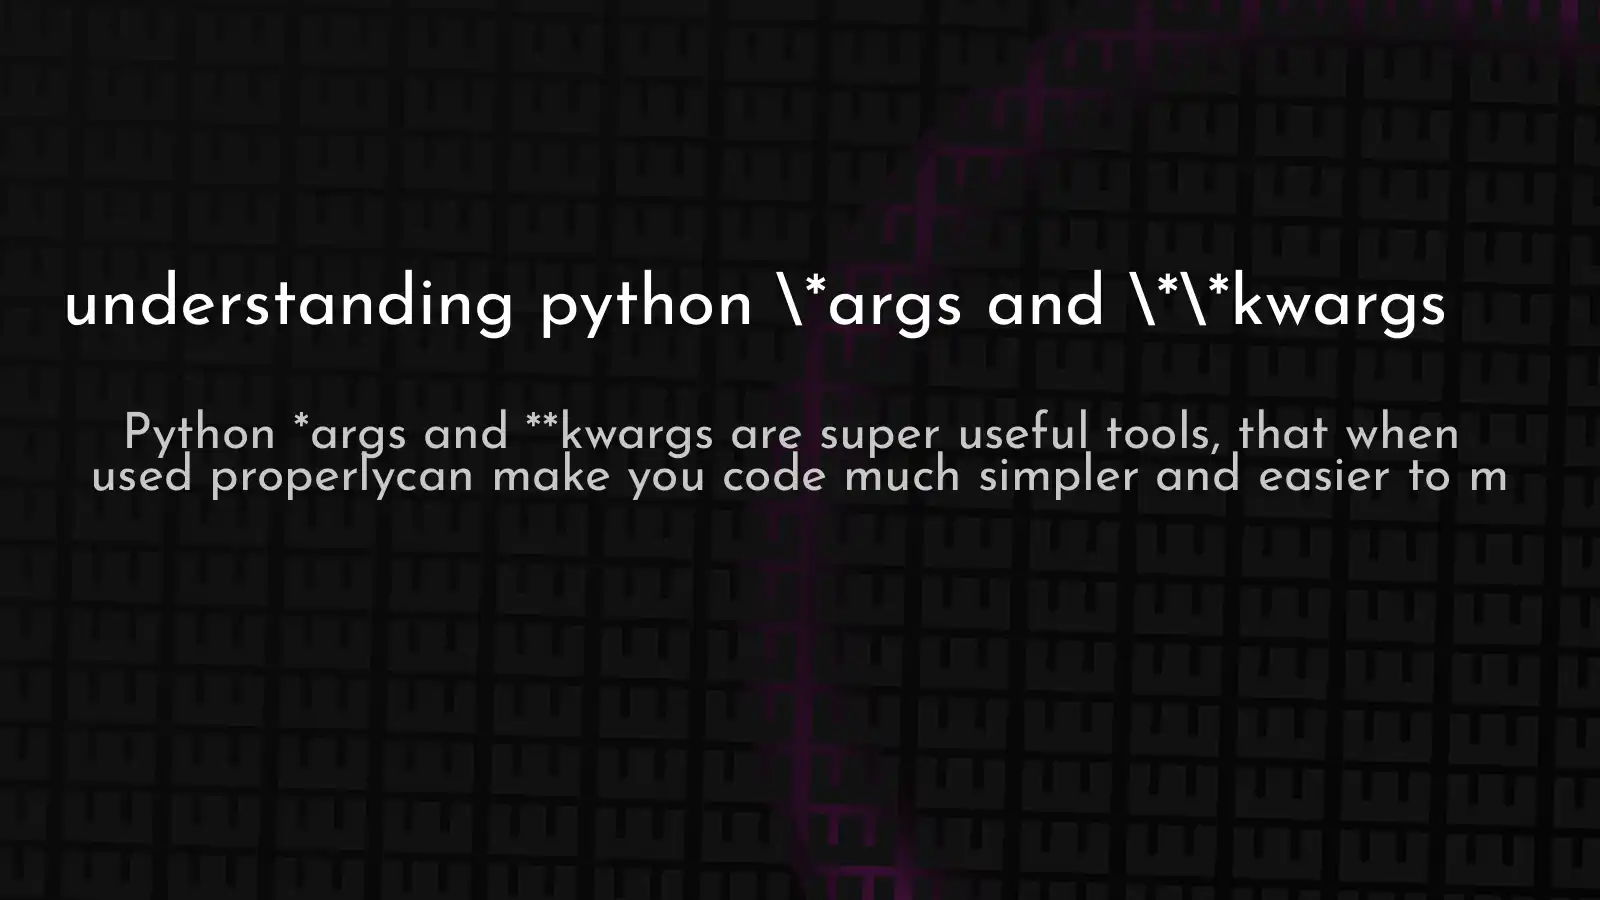 understanding python \*args and \*\*kwargs
Python *args and **kwargs are super useful tools, that when
used properlycan make you code much simpler and easier to m